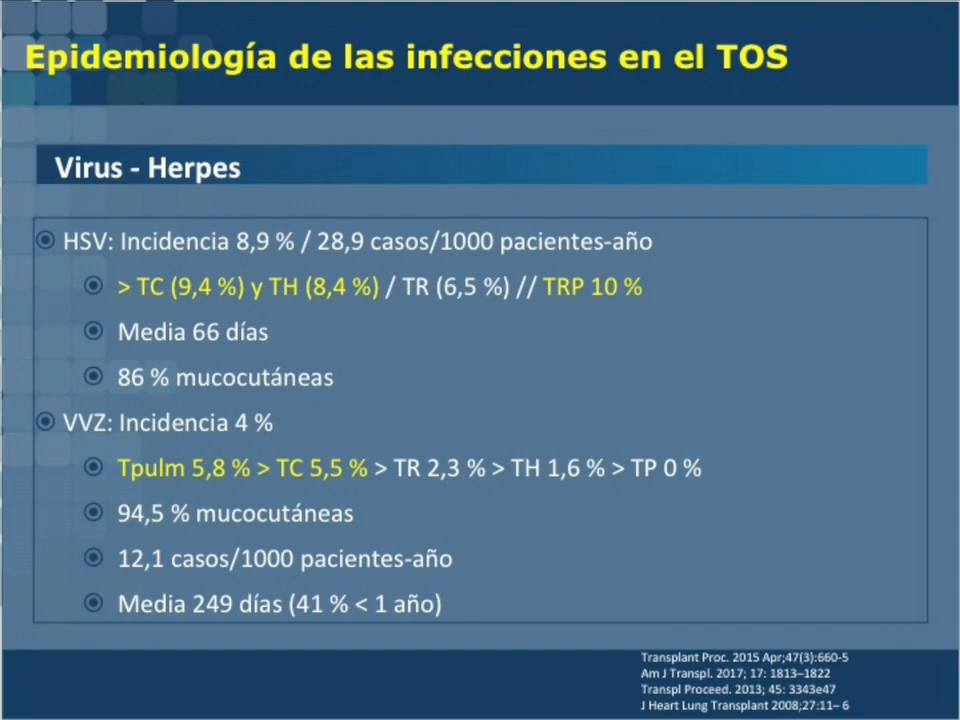 Epidemiología de las infecciones en el TOS
Virus - Herpes
HSV: Incidencia 8,9 % / 28,9 casos/1000 pacientes-año
> TC (9,4 %) y TH (8,4 %) / TR (6,5 %) // TRP 10 %
Media 66 días
86 % mucocutáneas
VVZ: Incidencia 4 %
Tpulm 5,8 % > TC 5,5 % > TR 2,3 % > TH 1,6 % > TP 0 %
94,5 % mucocutáneas
12,1 casos/1000 pacientes-año
Media 249 días (41 % < 1 año)
Transplant Proc. 2015 Apr;47(3):660-5
Am J Transpl. 2017; 17: 1813–1822
Transpl Proceed. 2013; 45: 3343e47
J Heart Lung Transplant 2008;27:11– 6